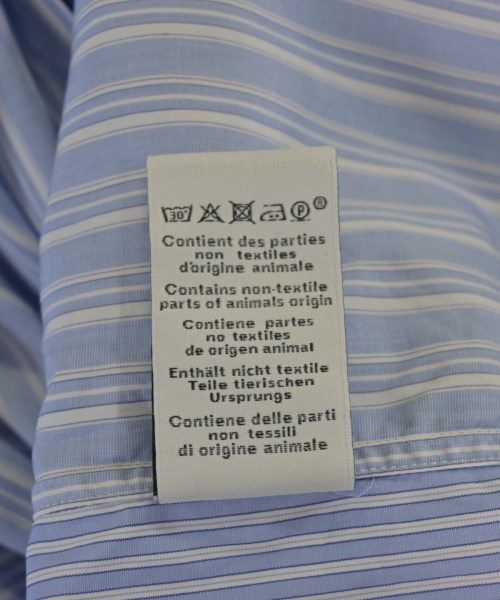 30° P ®
Contient des parties
non textiles
d'origine animale
Contains non-textile
parts of animals origin
Contiene partes
no textiles
de origen animal
Enthält nicht textile
Teile tierischen
Ursprungs
Contiene delle parti
non tessili
di origine animale